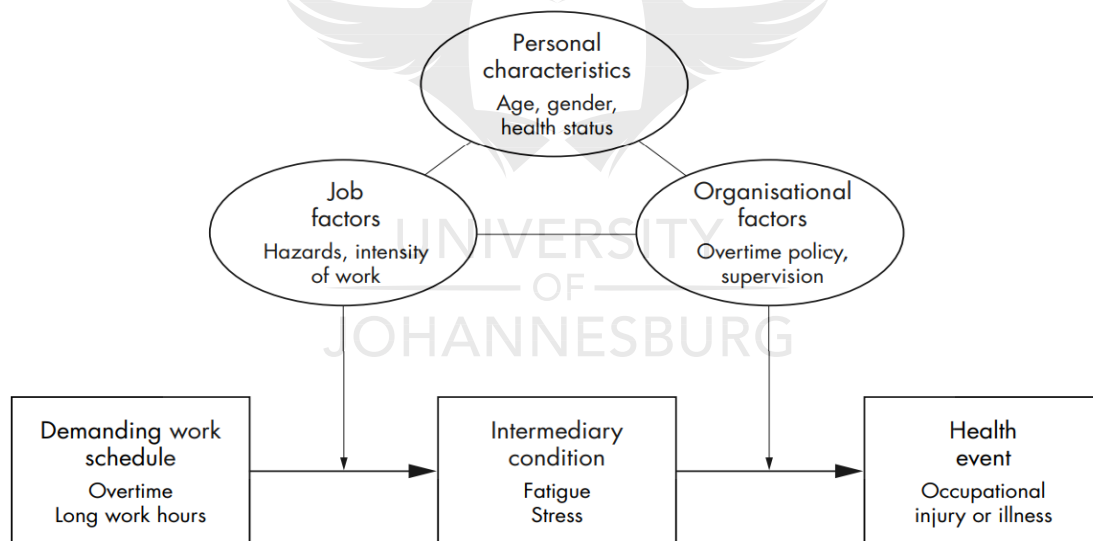 Personal
characteristics
Age, gender,
health status
Job
factors
Hazards, intensity
of work
Organisational
factors
Overtime policy,
supervision
UNIVERSITY
OF
JOHANNESBURG
Demanding work
schedule
Overtime
Long work hours
Intermediary
condition
Fatigue
Stress
Health
event
Occupational
injury or illness